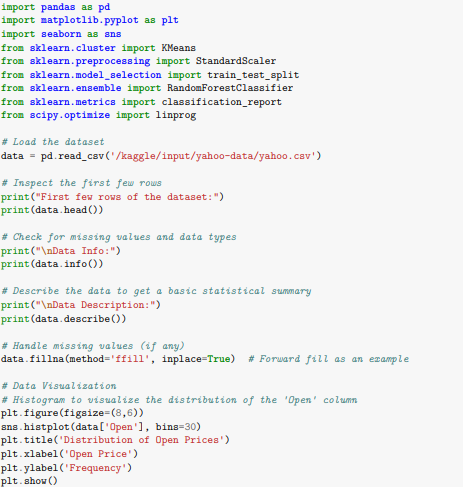 import pandas as pd
import matplotlib.pyplot as plt
import seaborn as sns
from sklearn.cluster import KMeans
from sklearn.preprocessing import StandardScaler
from sklearn.model_selection import train_test_split
from sklearn.ensemble import RandomForestClassifier
from sklearn.metrics import classification_report
from scipy.optimize import linprog

# Load the dataset
data = pd.read_csv('/kaggle/input/yahoo-data/yahoo.csv')

# Inspect the first few rows
print("First few rows of the dataset:")
print(data.head())

# Check for missing values and data types
print("\nData Info:")
print(data.info())

# Describe the data to get a basic statistical summary
print("\nData Description:")
print(data.describe())

# Handle missing values (if any)
data.fillna(method='ffill', inplace=True)  # Forward fill as an example

# Data Visualization
# Histogram to visualize the distribution of the 'Open' column
plt.figure(figsize=(8,6))
sns.histplot(data['Open'], bins=30)
plt.title('Distribution of Open Prices')
plt.xlabel('Open Price')
plt.ylabel('Frequency')
plt.show()